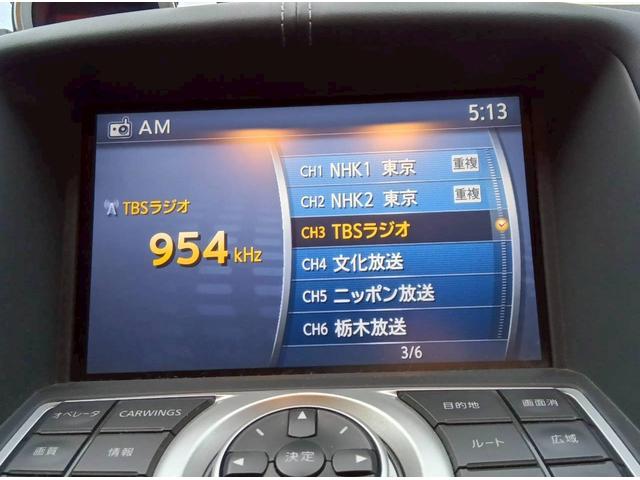 AM
5:13
TBSラジオ
954 kHz
CH1 NHK1 東京 重複
CH2 NHK2 東京 重複
CH3 TBSラジオ
CH4 文化放送
CH5 ニッポン放送
CH6 栃木放送
3/6
オペレータ
CARWINGS
目的地
画面消
画質
情報
決定
ルート
広域